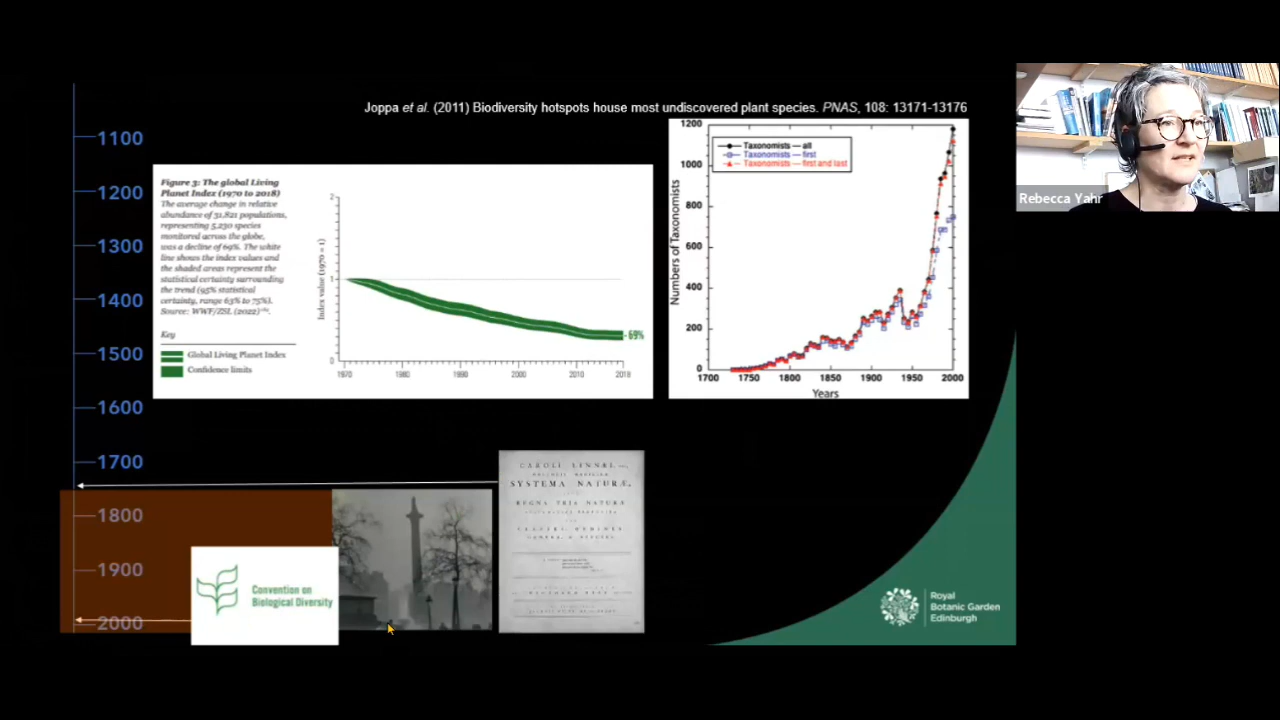 Joppa et al. (2011) Biodiversity hotspots house most undiscovered plant species. PNAS, 108: 13171-13176
1100
1200
1300
1400
1500
1600
1700
1800
1900
2000
Figure 3: The global Living
Planet Index (1970 to 2018)
The average change in relative
abundance of 31,821 populations,
representing 5,230 species
monitored across the globe,
was a decline of 69%. The white
line shows the index values and
the shaded areas represent the
statistical certainty surrounding
the trend (95% statistical
certainty, range 63% to 75%).
Source: WWF/ZSL (2022)
Key
Global Living Planet Index
Confidence limits
Index value (1970 = 1)
2
1
0
1970
1980
1990
2000
2010
2018
-69%
Numbers of Taxonomists
1200
1000
800
600
400
200
0
Taxonomists — all
Taxonomists — first
Taxonomists — first and last
1700
1750
1800
1850
1900
1950
2000
Years
Rebecca Yahr
CAROLI LINNÆI,
SYSTEMA NATURÆ,
REGNA TRIA NATURÆ
Convention on
Biological Diversity
Royal
Botanic Garden
Edinburgh